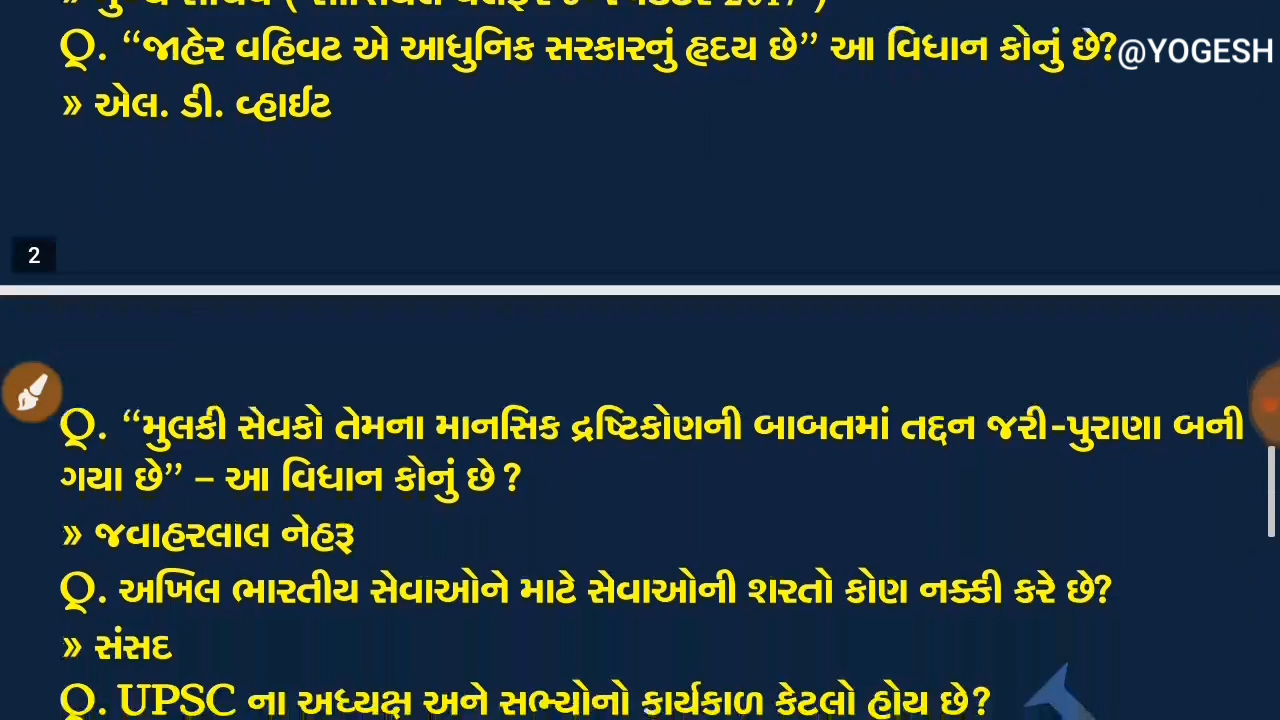 Q. “જાહેર વહિવટ એ આધુનિક સરકારનું હૃદય છે” આ વિધાન કોનું છે?@YOGESH
» એલ. ડી. વ્હાઈટ
2
Q. “મુલકી સેવકો તેમના માનસિક દ્રષ્ટિકોણની બાબતમાં તદ્દન જરી-પુરાણા બની
ગયા છે” – આ વિધાન કોનું છે ?
» જવાહરલાલ નેહરૂ
Q. અખિલ ભારતીય સેવાઓને માટે સેવાઓની શરતો કોણ નક્કી કરે છે?
» સંસદ
Q. UPSC ના અધ્યક્ષ અને સભ્યોનો કાર્યકાળ કેટલો હોય છે?